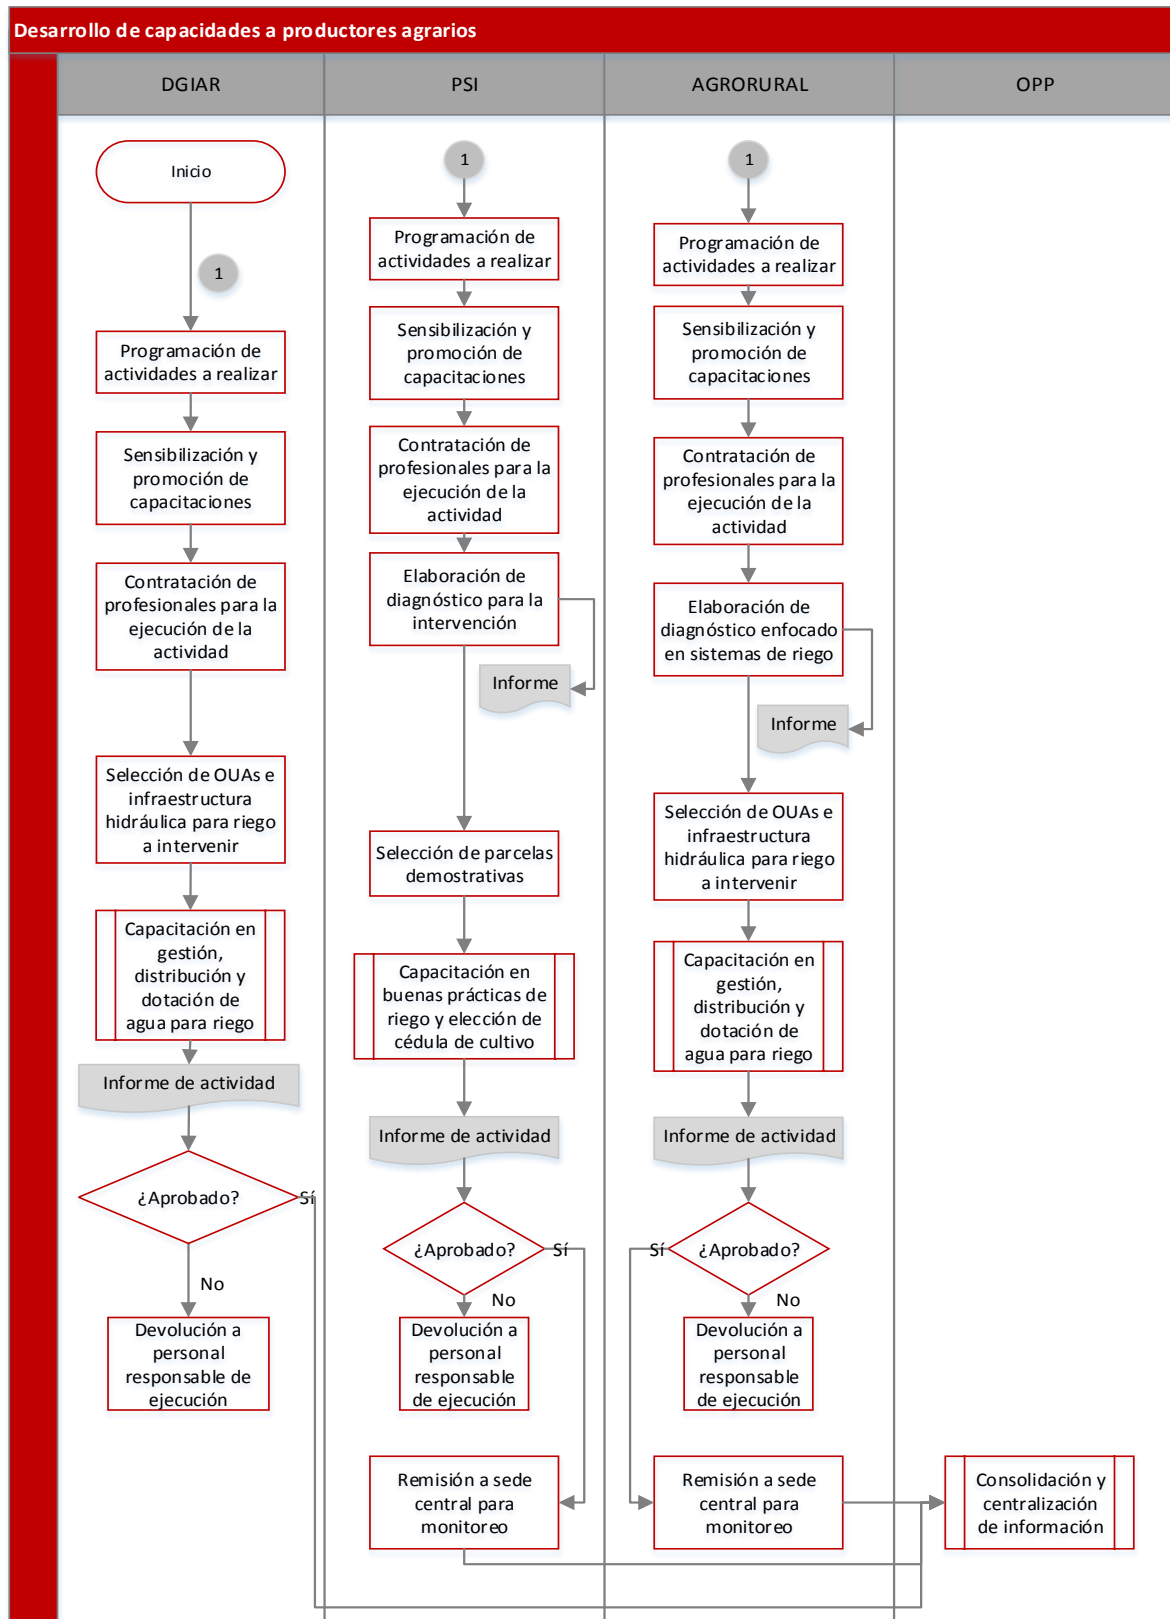 Desarrollo de capacidades a productores agrarios
DGIAR
PSI
AGRORURAL
OPP
Inicio
1
Programación de
actividades a realizar
Sensibilización y
promoción de
capacitaciones
Contratación de
profesionales para la
ejecución de la
actividad
Selección de OUAs e
infraestructura
hidráulica para riego
a intervenir
Capacitación en
gestión,
distribución y
dotación de
agua para riego
Informe de actividad
¿Aprobado?
Sí
No
Devolución a
personal
responsable de
ejecución
1
Programación de
actividades a realizar
Sensibilización y
promoción de
capacitaciones
Contratación de
profesionales para la
ejecución de la
actividad
Elaboración de
diagnóstico para la
intervención
Informe
Selección de parcelas
demostrativas
Capacitación en
buenas prácticas de
riego y elección de
cédula de cultivo
Informe de actividad
¿Aprobado?
Sí
No
Devolución a
personal
responsable
de ejecución
Remisión a sede
central para
monitoreo
1
Programación de
actividades a realizar
Sensibilización y
promoción de
capacitaciones
Contratación de
profesionales para la
ejecución de la
actividad
Elaboración de
diagnóstico enfocado
en sistemas de riego
Informe
Selección de OUAs e
infraestructura
hidráulica para riego
a intervenir
Capacitación en
gestión,
distribución y
dotación de
agua para riego
Informe de actividad
Sí
¿Aprobado?
No
Devolución a
personal
responsable
de ejecución
Remisión a sede
central para
monitoreo
Consolidación y
centralización
de información